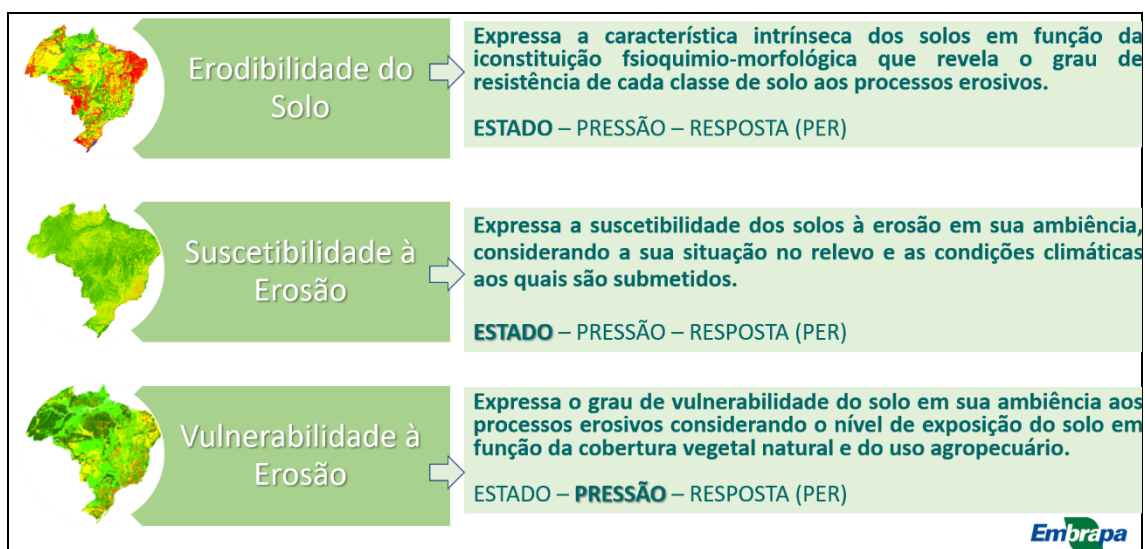 Erodibilidade do
Solo
Expressa a característica intrínseca dos solos em função da
iconstituição fsioquimio-morfológica que revela o grau de
resistência de cada classe de solo aos processos erosivos.
ESTADO – PRESSÃO – RESPOSTA (PER)
Suscetibilidade à
Erosão
Expressa a suscetibilidade dos solos à erosão em sua ambiência,
considerando a sua situação no relevo e as condições climáticas
aos quais são submetidos.
ESTADO – PRESSÃO – RESPOSTA (PER)
Vulnerabilidade à
Erosão
Expressa o grau de vulnerabilidade do solo em sua ambiência aos
processos erosivos considerando o nível de exposição do solo em
função da cobertura vegetal natural e do uso agropecuário.
ESTADO – PRESSÃO – RESPOSTA (PER)
Embrapa